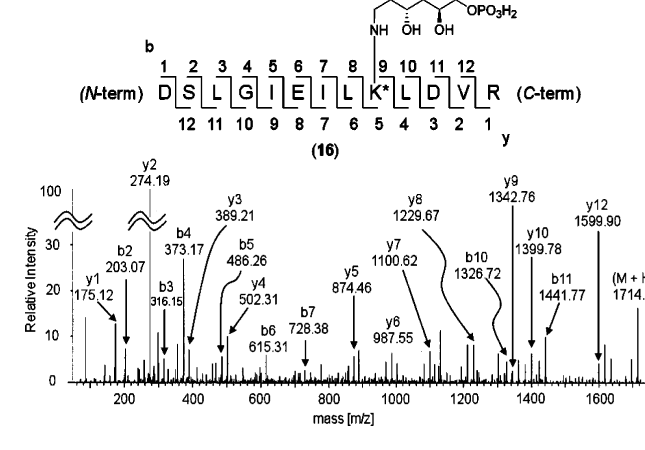 OPO₃H₂
NH OH OH
b
1 2 3 4 5 6 7 8 9 10 11 12
(N-term) D S L G I E I L K* L D V R (C-term)
12 11 10 9 8 7 6 5 4 3 2 1
y
(16)
y2
274.19
y9
1342.76
y3
389.21
y8
1229.67
y12
1599.90
b4
373.17
b5
486.26
y7
1100.62
y10
1399.78
b2
203.07
b10
1326.72
y1
175.12
b3
316.15
y4
502.31
y5
874.46
b11
1441.77
(M + H
1714.
b7
728.38
b6
615.31
y6
987.55
Relative Intensity
100
30
20
10
0
200 400 600 800 1000 1200 1400 1600
mass [m/z]